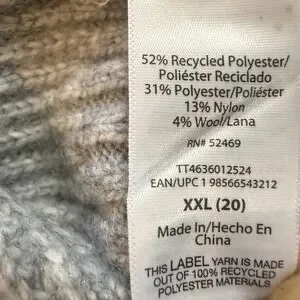 52% Recycled Polyester/
Poliéster Reciclado
31% Polyester/Poliéster
13% Nylon
4% Wool/Lana
RN# 52469
TT4636012524
EAN/UPC 1 98566543212
XXL (20)
Made In/Hecho En
China
THIS LABEL YARN IS MADE
OUT OF 100% RECYCLED
POLYESTER MATERIALS